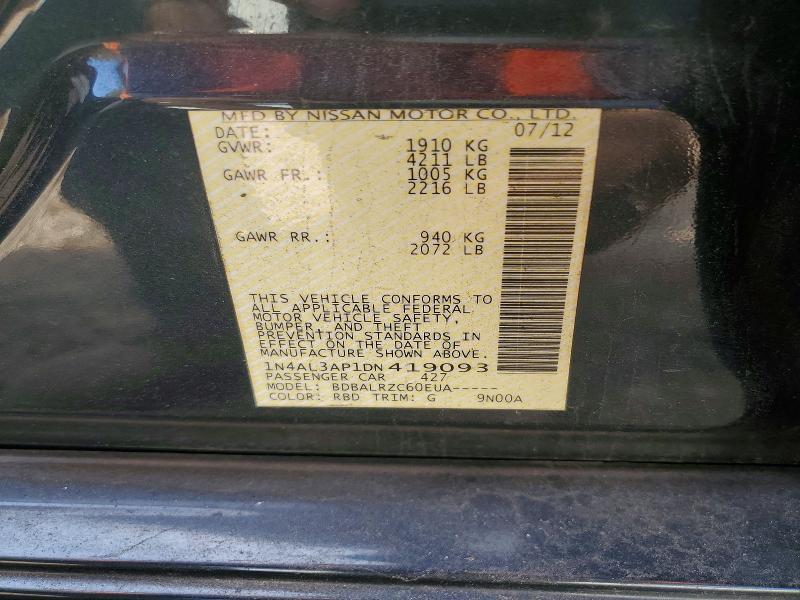 MFD BY NISSAN MOTOR CO., LTD.
DATE: 07/12
GVWR: 1910 KG
4211 LB
GAWR FR.: 1005 KG
2216 LB
GAWR RR.: 940 KG
2072 LB
THIS VEHICLE CONFORMS TO
ALL APPLICABLE FEDERAL
MOTOR VEHICLE SAFETY,
BUMPER, AND THEFT
PREVENTION STANDARDS IN
EFFECT ON THE DATE OF
MANUFACTURE SHOWN ABOVE.
1N4AL3AP1DN419093
PASSENGER CAR 427
MODEL: BDBALRZC60EUA-----
COLOR: RBD TRIM: G 9N00A